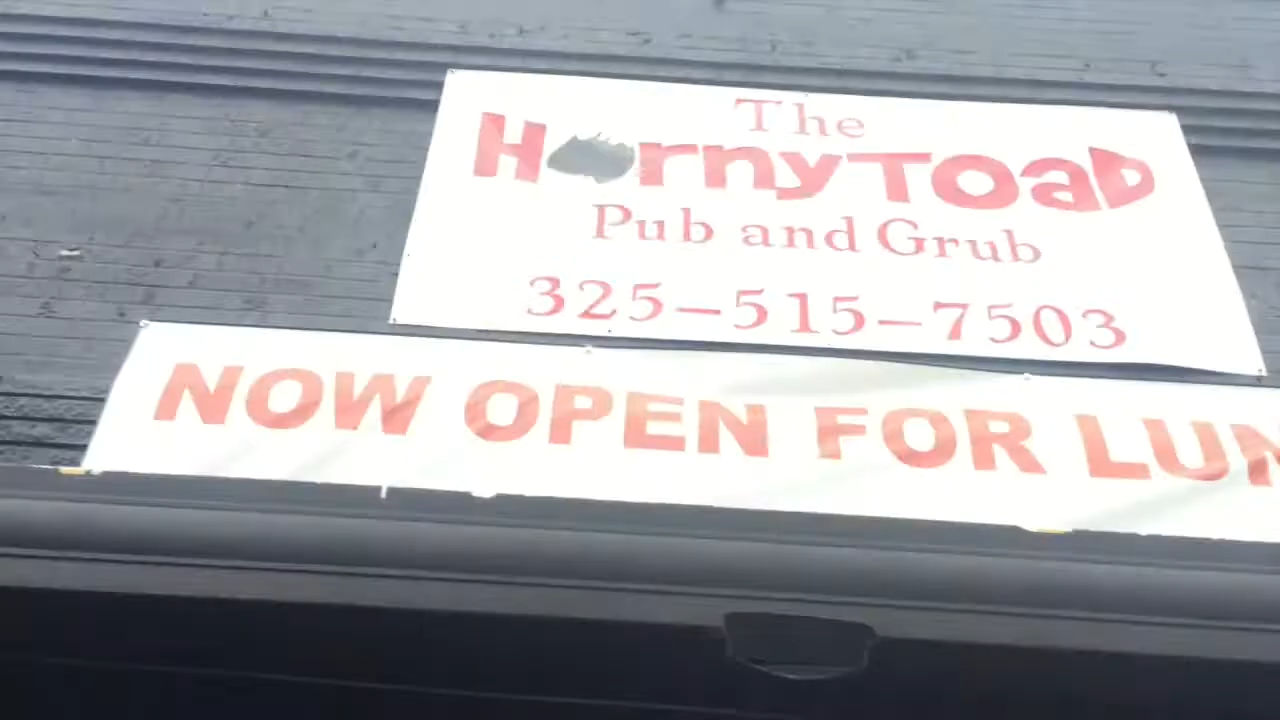 The
HornyToad
Pub and Grub
325-515-7503
NOW OPEN FOR LUN